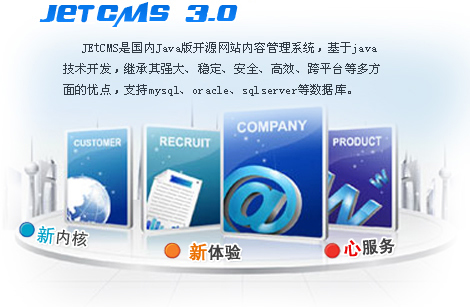 JETCMS 3.0
JETCMS是国内Java版开源网站内容管理系统，基于java
技术开发，继承其强大、稳定、安全、高效、跨平台等多方
面的优点，支持mysql、oracle、sqlserver等数据库。
CUSTOMER
RECRUIT
COMPANY
PRODUCT
@
W
W
新内核
新体验
心服务